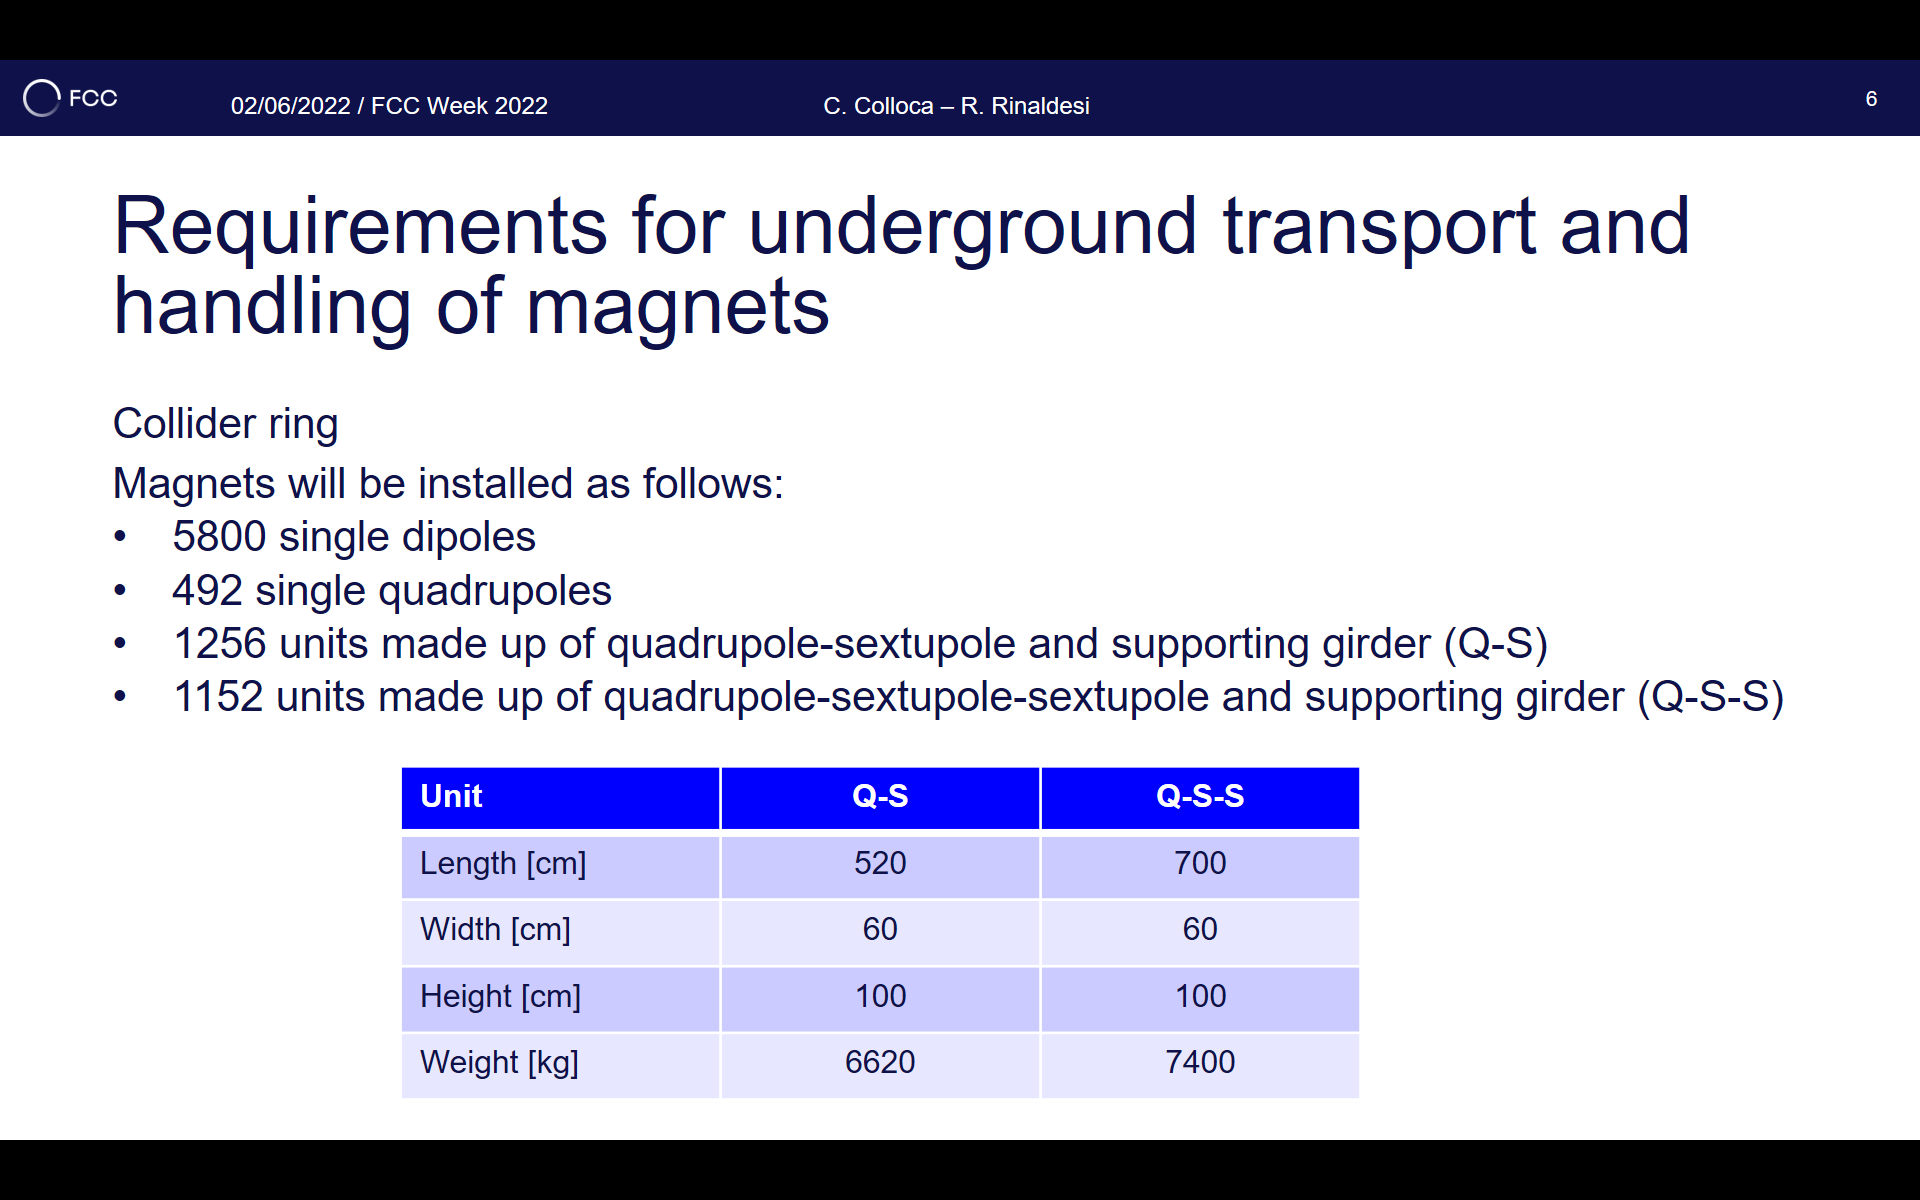 FCC
02/06/2022 / FCC Week 2022
C. Colloca – R. Rinaldesi
6
Requirements for underground transport and
handling of magnets
Collider ring
Magnets will be installed as follows:
• 5800 single dipoles
• 492 single quadrupoles
• 1256 units made up of quadrupole-sextupole and supporting girder (Q-S)
• 1152 units made up of quadrupole-sextupole-sextupole and supporting girder (Q-S-S)
Unit Q-S Q-S-S
Length [cm] 520 700
Width [cm] 60 60
Height [cm] 100 100
Weight [kg] 6620 7400